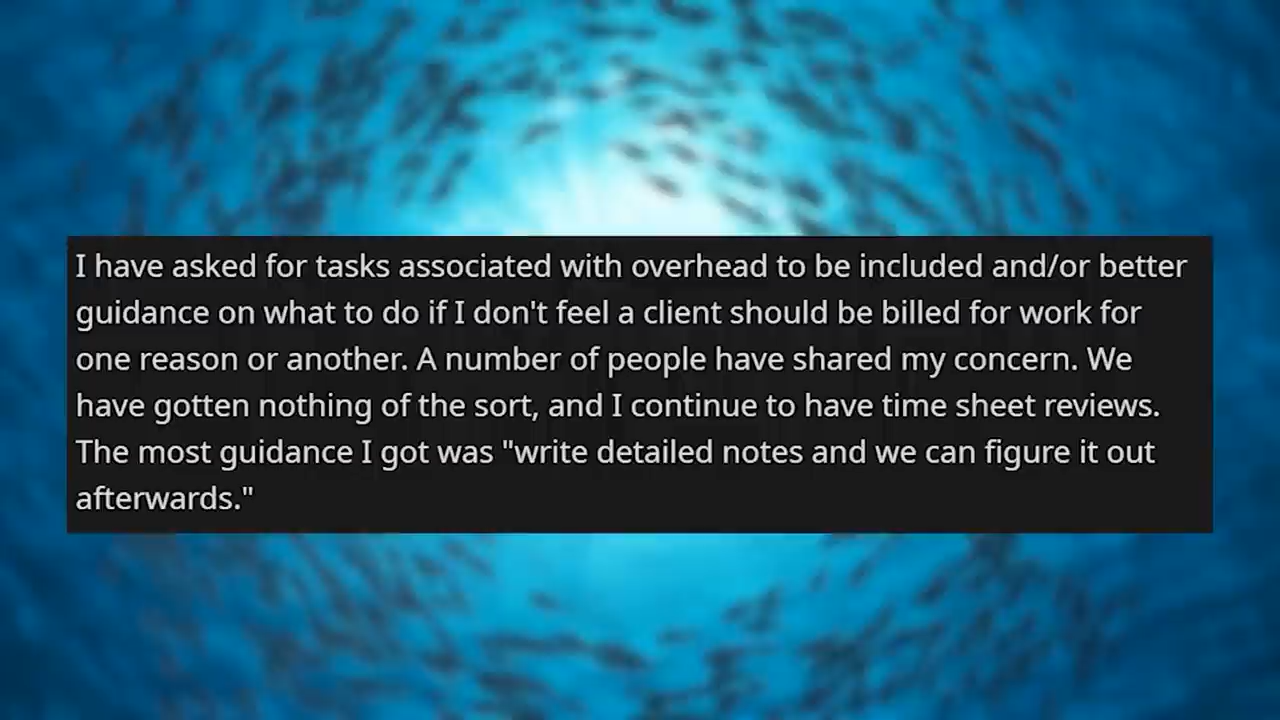 I have asked for tasks associated with overhead to be included and/or better
guidance on what to do if I don't feel a client should be billed for work for
one reason or another. A number of people have shared my concern. We
have gotten nothing of the sort, and I continue to have time sheet reviews.
The most guidance I got was "write detailed notes and we can figure it out
afterwards."